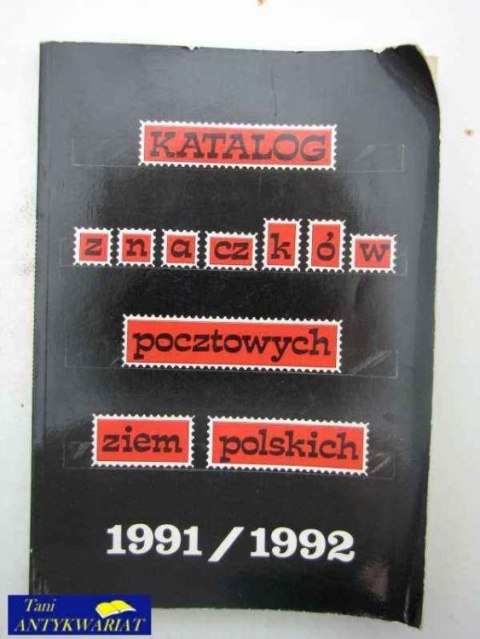 KATALOG
znaczków
pocztowych
ziem polskich
1991/1992
Tani
ANTYKWARIAT